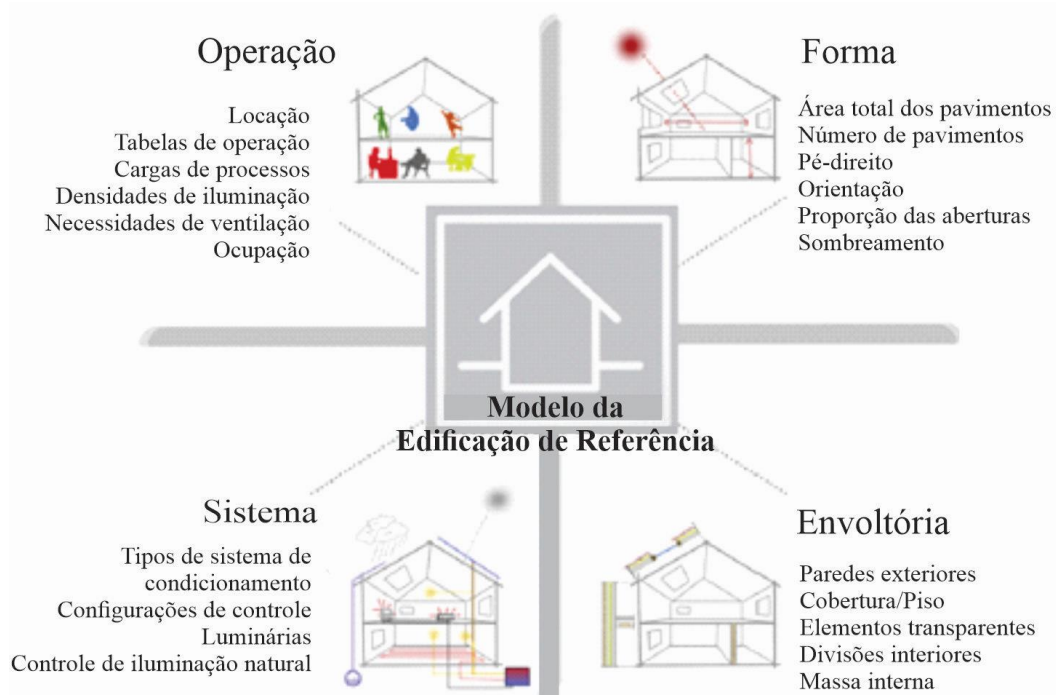 Operação
Locação
Tabelas de operação
Cargas de processos
Densidades de iluminação
Necessidades de ventilação
Ocupação
Forma
Área total dos pavimentos
Número de pavimentos
Pé-direito
Orientação
Proporção das aberturas
Sombreamento
Modelo da
Edificação de Referência
Sistema
Tipos de sistema de
condicionamento
Configurações de controle
Luminárias
Controle de iluminação natural
Envoltória
Paredes exteriores
Cobertura/Piso
Elementos transparentes
Divisões interiores
Massa interna